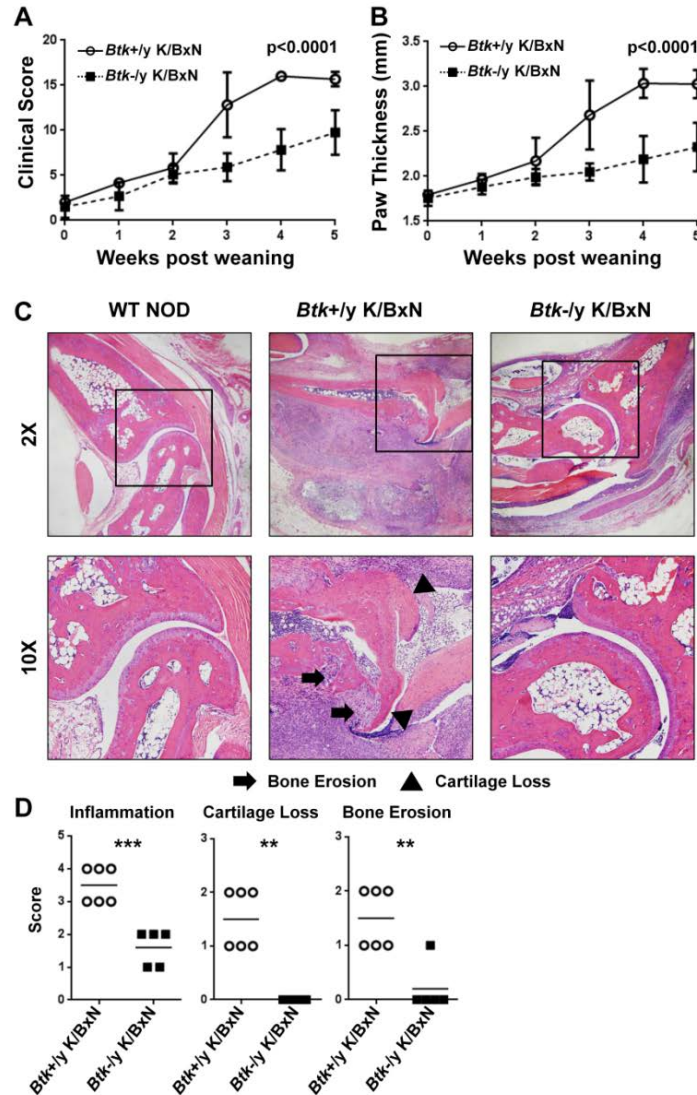 A
Btk+/y K/BxN
Btk-/y K/BxN
p<0.0001
Clinical Score
20
15
10
5
0
0 1 2 3 4 5
Weeks post weaning
B
Btk+/y K/BxN
Btk-/y K/BxN
p<0.0001
Paw Thickness (mm)
3.5
3.0
2.5
2.0
1.5
0 1 2 3 4 5
Weeks post weaning
C
WT NOD Btk+/y K/BxN Btk-/y K/BxN
2X
10X
Bone Erosion Cartilage Loss
D
Inflammation
Score
5
4
3
2
1
0
***
Btk+/y K/BxN
Btk-/y K/BxN
Cartilage Loss
3
2
1
0
**
Btk+/y K/BxN
Btk-/y K/BxN
Bone Erosion
3
2
1
0
**
Btk+/y K/BxN
Btk-/y K/BxN